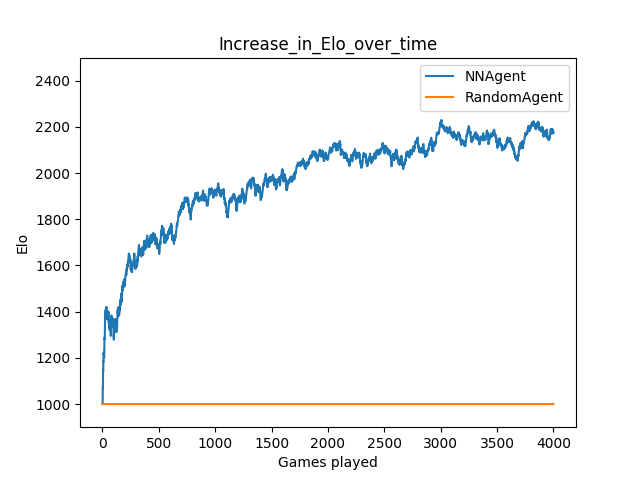 Increase_in_Elo_over_time
NNAgent
RandomAgent
2400
2200
2000
1800
1600
1400
1200
1000
Elo
0 500 1000 1500 2000 2500 3000 3500 4000
Games played